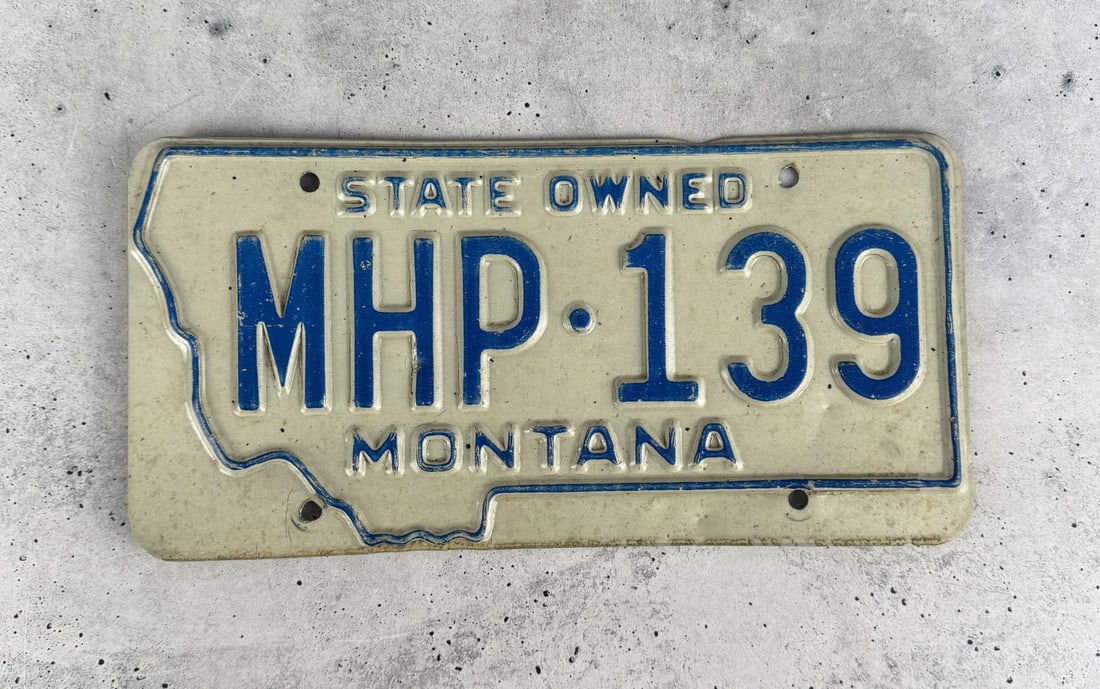 STATE OWNED
MHP·139
MONTANA